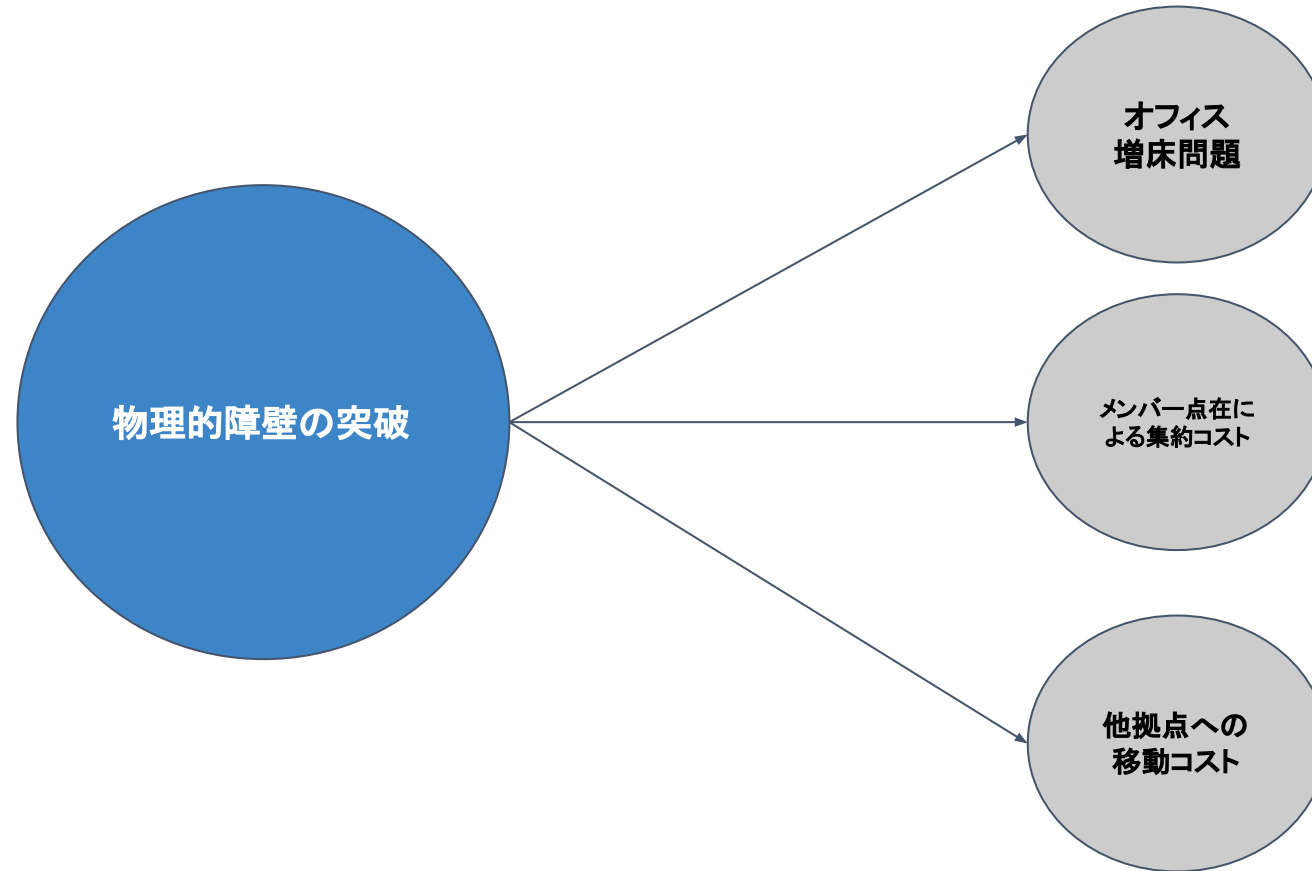 オフィス
増床問題
物理的障壁の突破
メンバー点在に
よる集約コスト
他拠点への
移動コスト